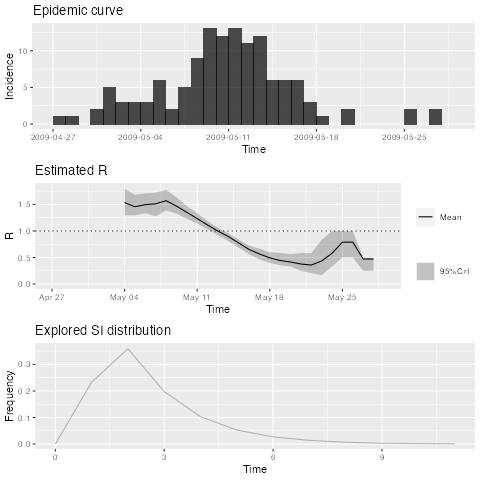 Epidemic curve
Incidence
10
5
0
2009-04-27 2009-05-04 2009-05-11 2009-05-18 2009-05-25
Time
Estimated R
R
1.5
1.0
0.5
0.0
Apr 27 May 04 May 11 May 18 May 25
Time
Mean
95%CrI
Explored SI distribution
Frequency
0.3
0.2
0.1
0.0
0 3 6 9
Time